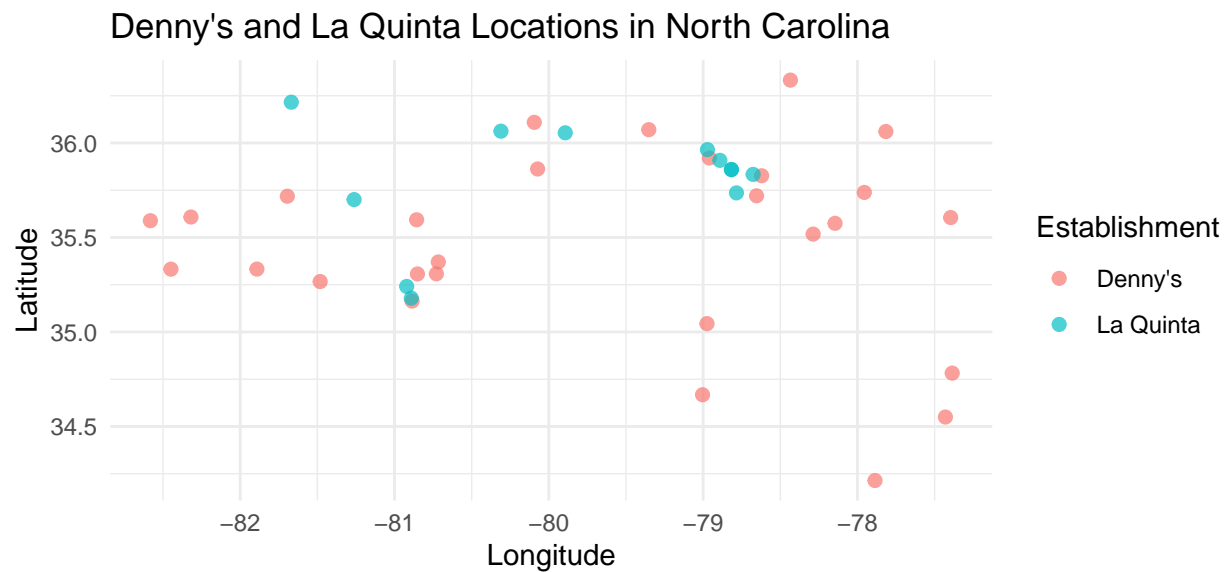 Denny's and La Quinta Locations in North Carolina
36.0
35.5
35.0
34.5
Latitude
−82
−81
−80
−79
−78
Longitude
Establishment
Denny's
La Quinta